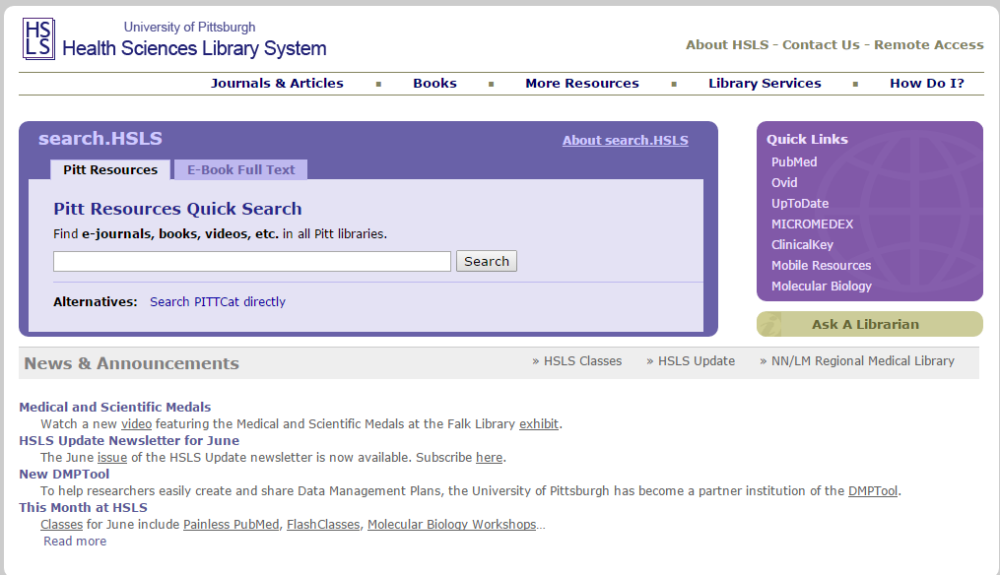 HS
LS
University of Pittsburgh
Health Sciences Library System
About HSLS - Contact Us - Remote Access
Journals & Articles ▪ Books ▪ More Resources ▪ Library Services ▪ How Do I?
search.HSLS
About search.HSLS
Pitt Resources
E-Book Full Text
Pitt Resources Quick Search
Find e-journals, books, videos, etc. in all Pitt libraries.
Search
Alternatives: Search PITTCat directly
Quick Links
PubMed
Ovid
UpToDate
MICROMEDEX
ClinicalKey
Mobile Resources
Molecular Biology
Ask A Librarian
News & Announcements
» HSLS Classes » HSLS Update » NN/LM Regional Medical Library
Medical and Scientific Medals
Watch a new video featuring the Medical and Scientific Medals at the Falk Library exhibit.
HSLS Update Newsletter for June
The June issue of the HSLS Update newsletter is now available. Subscribe here.
New DMPTool
To help researchers easily create and share Data Management Plans, the University of Pittsburgh has become a partner institution of the DMPTool.
This Month at HSLS
Classes for June include Painless PubMed, FlashClasses, Molecular Biology Workshops...
Read more